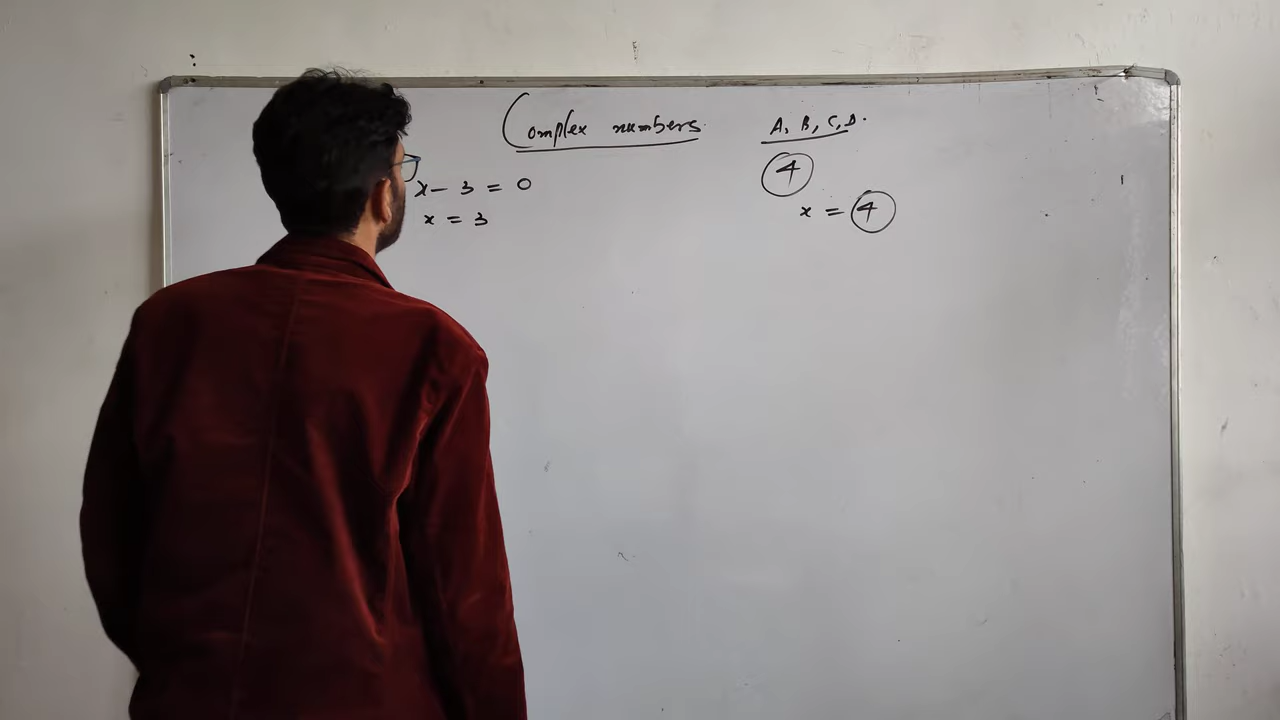 Complex numbers
x - 3 = 0
x = 3
A, B, C, D.
4
x = 4